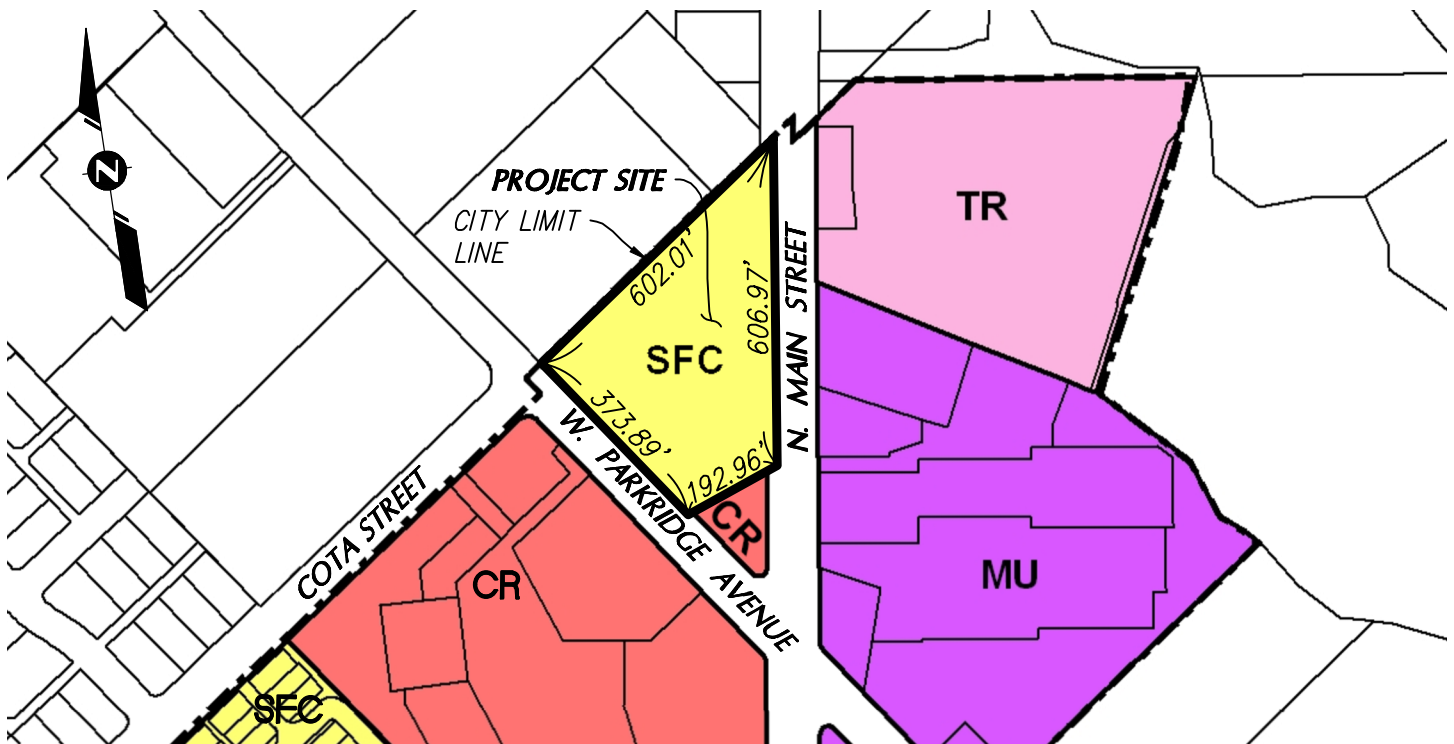 N
PROJECT SITE
CITY LIMIT
LINE
602.01'
606.97'
N. MAIN STREET
TR
SFC
373.89'
192.96'
W. PARKRIDGE AVENUE
CR
COTA STREET
CR
MU
SFC